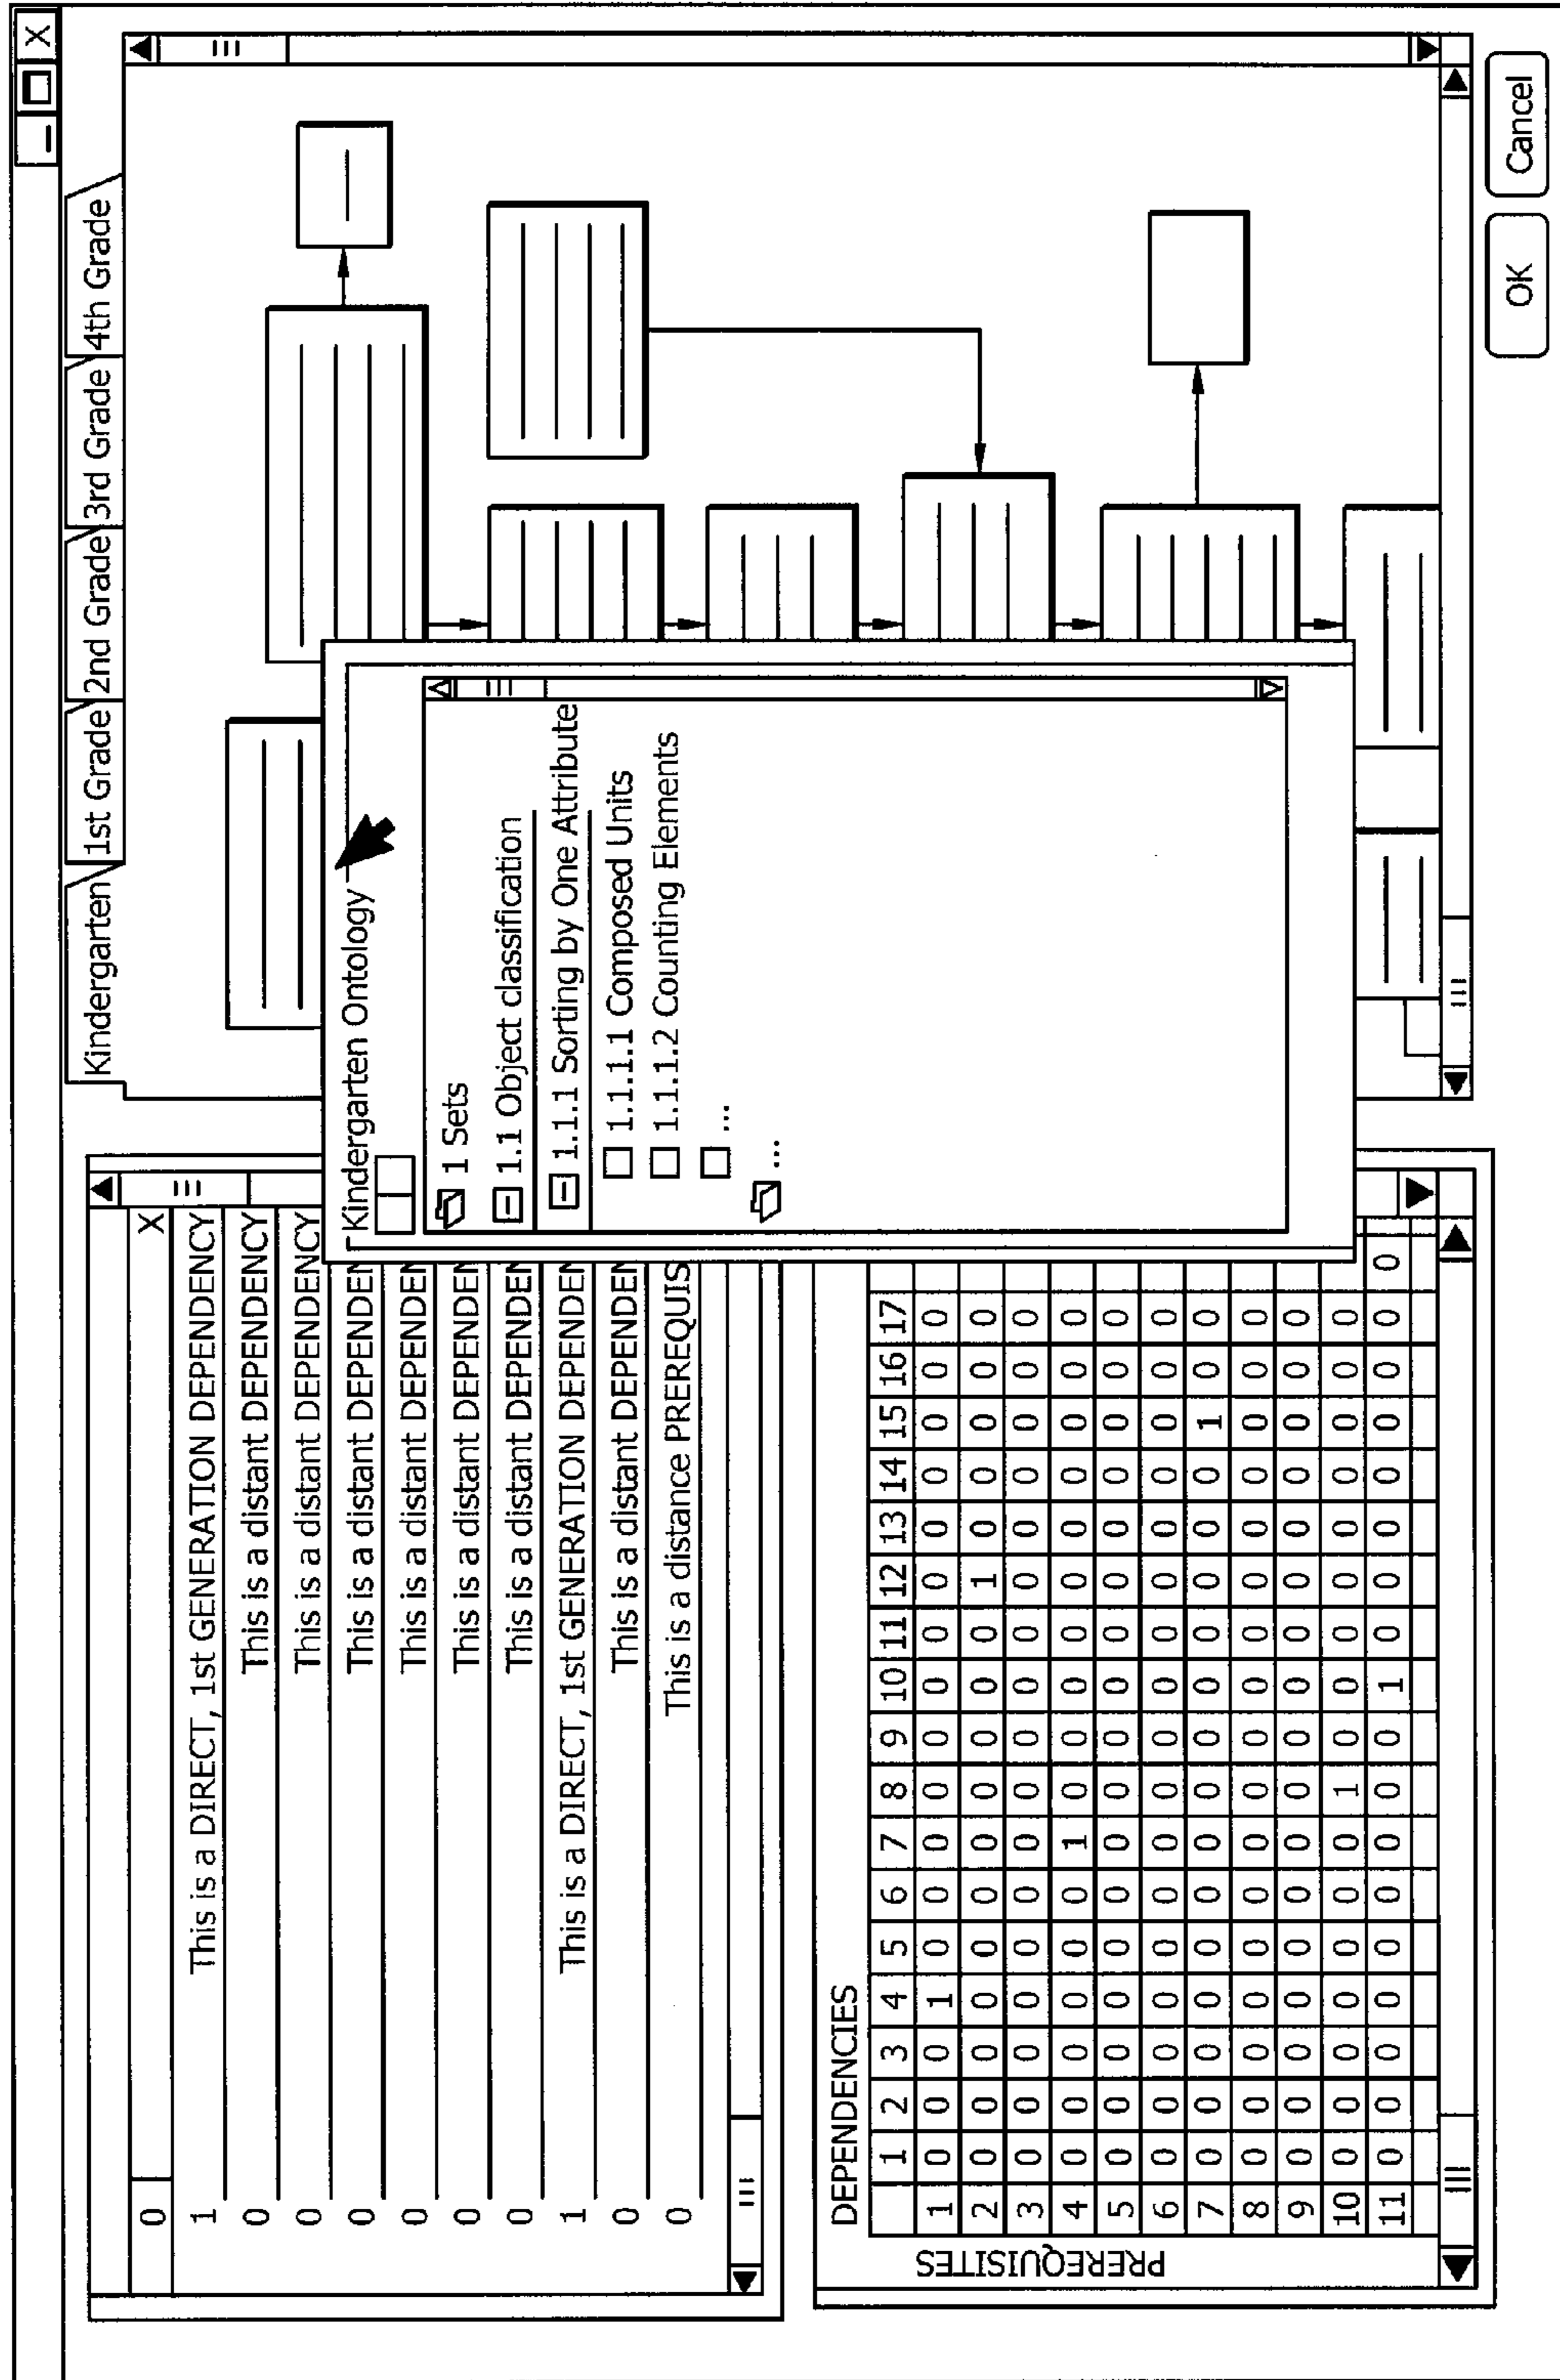 _ X
Kindergarten 1st Grade 2nd Grade 3rd Grade 4th Grade
0 X
1 This is a DIRECT, 1st GENERATION DEPENDENCY
0 This is a distant DEPENDENCY
0 This is a distant DEPENDENCY
0 This is a distant DEPENDEN
0 This is a distant DEPENDEN
0 This is a distant DEPENDEN
0 This is a distant DEPENDEN
1 This is a DIRECT, 1st GENERATION DEPENDEN
0 This is a distant DEPENDEN
0 This is a distance PREREQUIS
Kindergarten Ontology
1 Sets
1.1 Object classification
1.1.1 Sorting by One Attribute
1.1.1.1 Composed Units
1.1.1.2 Counting Elements
...
...
DEPENDENCIES
PREREQUISITES
1 2 3 4 5 6 7 8 9 10 11 12 13 14 15 16 17
1 0 0 0 1 0 0 0 0 0 0 0 0 0 0 0 0 0
2 0 0 0 0 0 0 0 0 0 0 0 1 0 0 0 0 0
3 0 0 0 0 0 0 0 0 0 0 0 0 0 0 0 0 0
4 0 0 0 0 0 0 1 0 0 0 0 0 0 0 0 0 0
5 0 0 0 0 0 0 0 0 0 0 0 0 0 0 0 0 0
6 0 0 0 0 0 0 0 0 0 0 0 0 0 0 0 0 0
7 0 0 0 0 0 0 0 0 0 0 0 0 0 0 1 0 0
8 0 0 0 0 0 0 0 0 0 0 0 0 0 0 0 0 0
9 0 0 0 0 0 0 0 0 0 0 0 0 0 0 0 0 0
10 0 0 0 0 0 0 0 1 0 0 0 0 0 0 0 0 0
11 0 0 0 0 0 0 0 0 0 1 0 0 0 0 0 0 0 0
OK Cancel